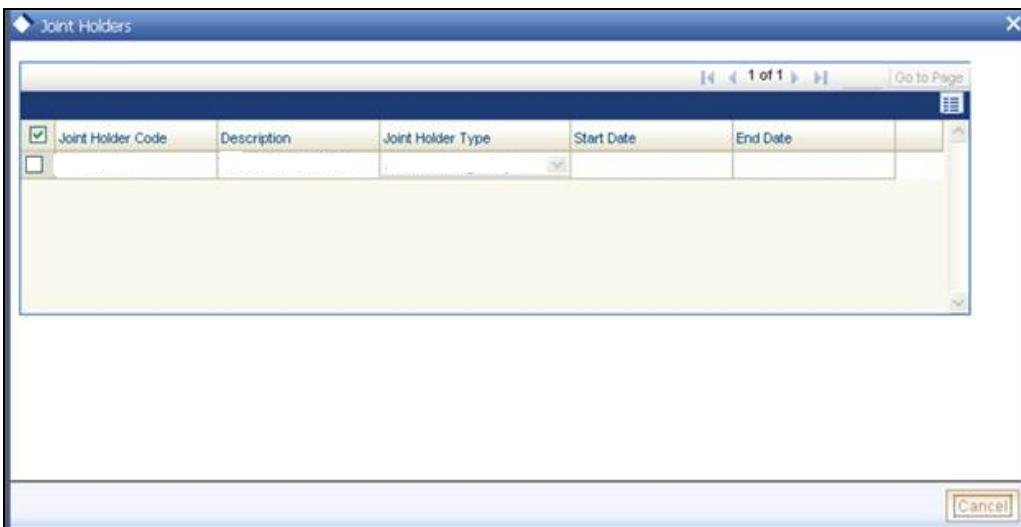 Joint Holders
1 of 1 Go to Page
Joint Holder Code Description Joint Holder Type Start Date End Date
Cancel